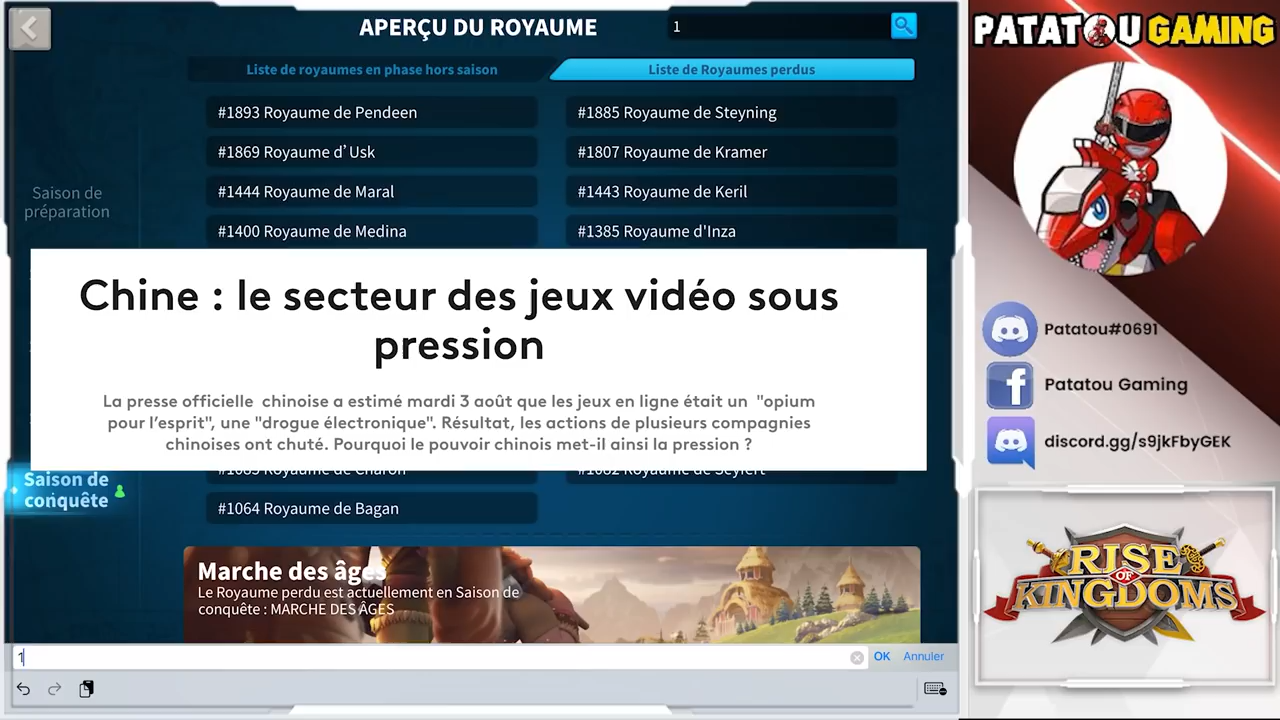 APERÇU DU ROYAUME
1
Liste de royaumes en phase hors saison
Liste de Royaumes perdus
#1893 Royaume de Pendeen
#1885 Royaume de Steyning
#1869 Royaume d’Usk
#1807 Royaume de Kramer
#1444 Royaume de Maral
#1443 Royaume de Keril
Saison de
préparation
#1400 Royaume de Medina
#1385 Royaume d'Inza
Chine : le secteur des jeux vidéo sous
pression
La presse officielle chinoise a estimé mardi 3 août que les jeux en ligne était un "opium
pour l’esprit", une "drogue électronique". Résultat, les actions de plusieurs compagnies
chinoises ont chuté. Pourquoi le pouvoir chinois met-il ainsi la pression ?
Saison de
conquête
#1064 Royaume de Bagan
Marche des âges
Le Royaume perdu est actuellement en Saison de
conquête : MARCHE DES ÂGES
1
OK
Annuler
PATATOU GAMING
Patatou#0691
Patatou Gaming
discord.gg/s9jkFbyGEK
RISE
OF
KINGDOMS